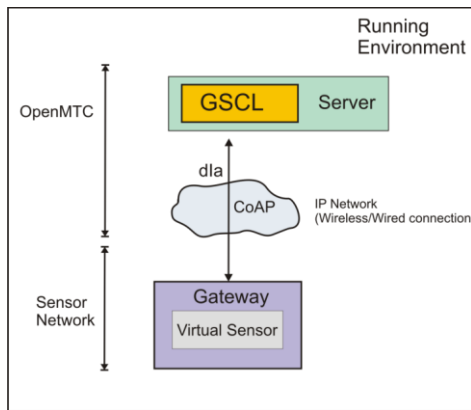 Running
Environment
OpenMTC
GSCL
Server
dIa
CoAP
IP Network
(Wireless/Wired connection
Sensor
Network
Gateway
Virtual Sensor